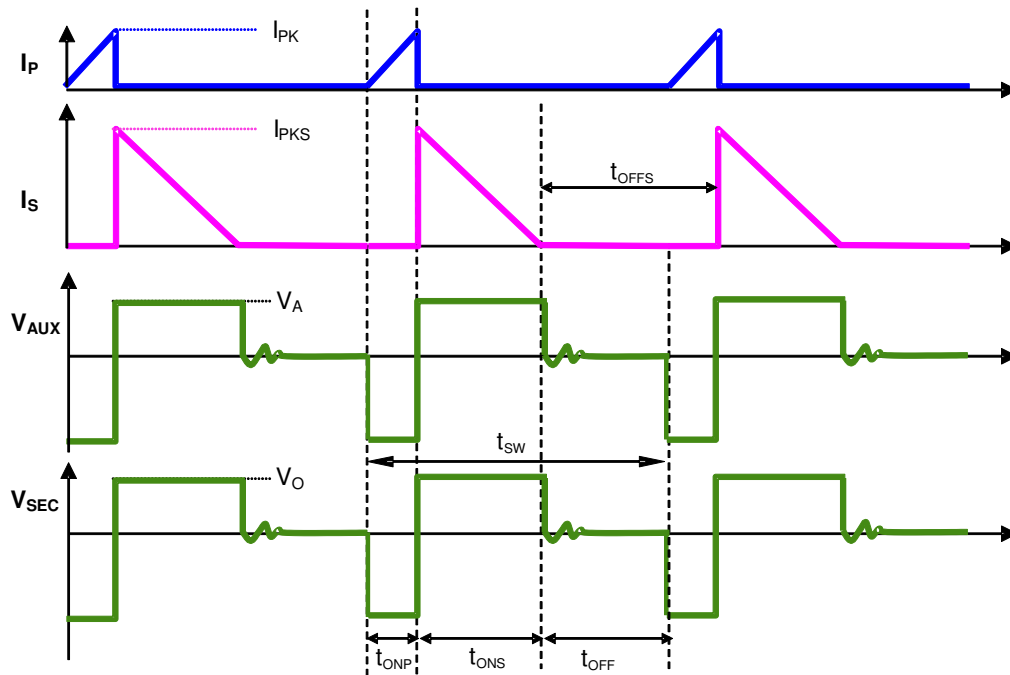 I_PK
I_P
I_PKS
I_S
t_OFFS
V_A
V_AUX
t_SW
V_O
V_SEC
t_ONP
t_ONS
t_OFF